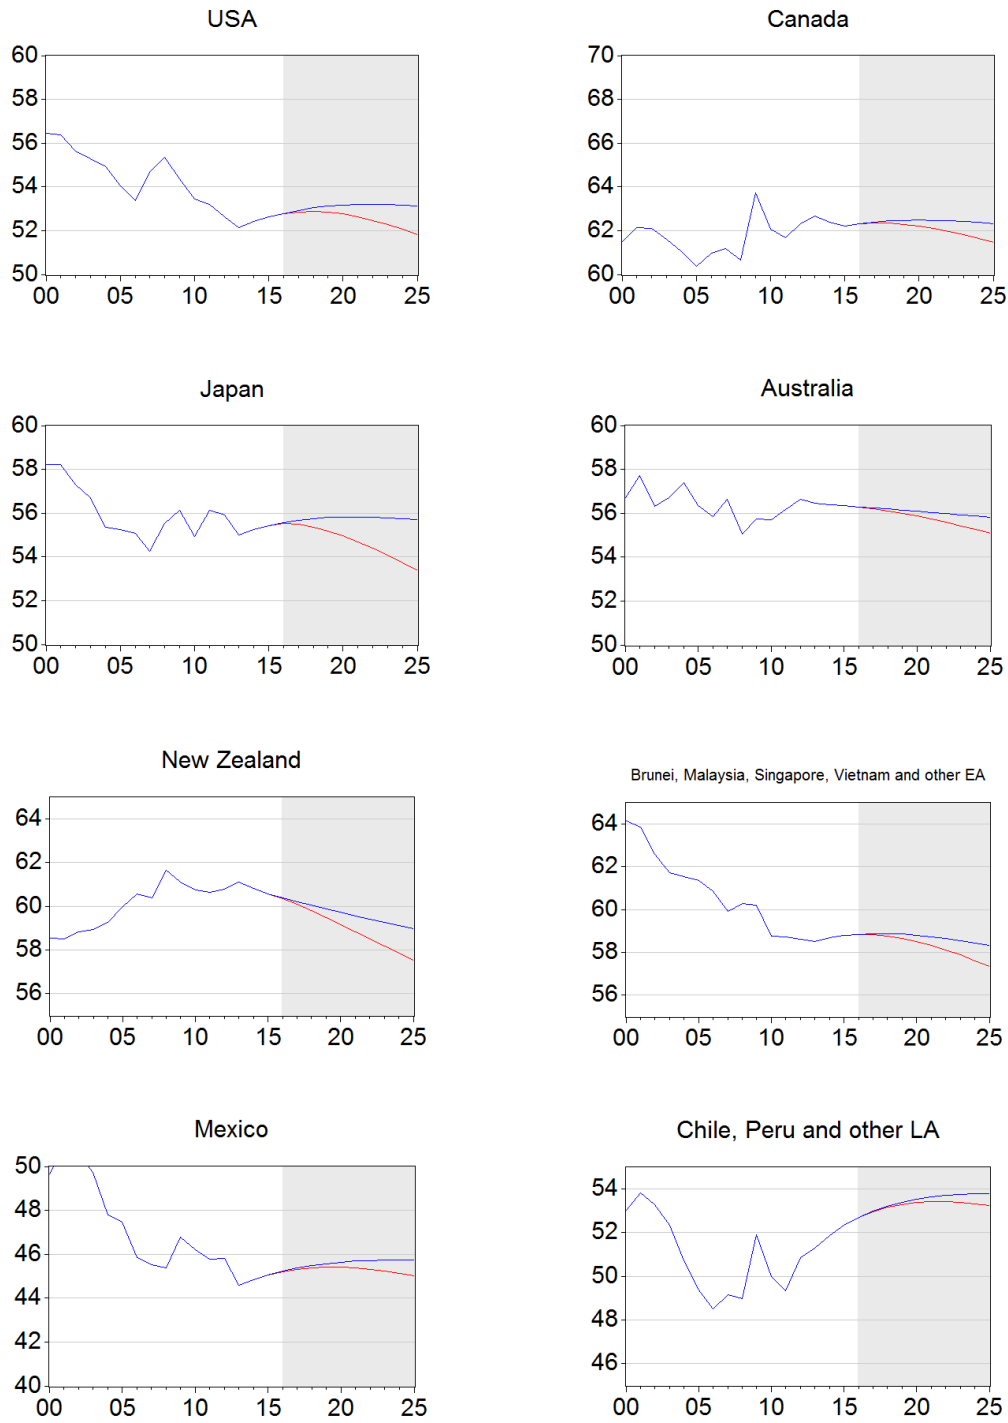 USA
60
58
56
54
52
50
00 05 10 15 20 25
Canada
70
68
66
64
62
60
00 05 10 15 20 25
Japan
60
58
56
54
52
50
00 05 10 15 20 25
Australia
60
58
56
54
52
50
00 05 10 15 20 25
New Zealand
64
62
60
58
56
00 05 10 15 20 25
Brunei, Malaysia, Singapore, Vietnam and other EA
64
62
60
58
56
00 05 10 15 20 25
Mexico
50
48
46
44
42
40
00 05 10 15 20 25
Chile, Peru and other LA
54
52
50
48
46
00 05 10 15 20 25